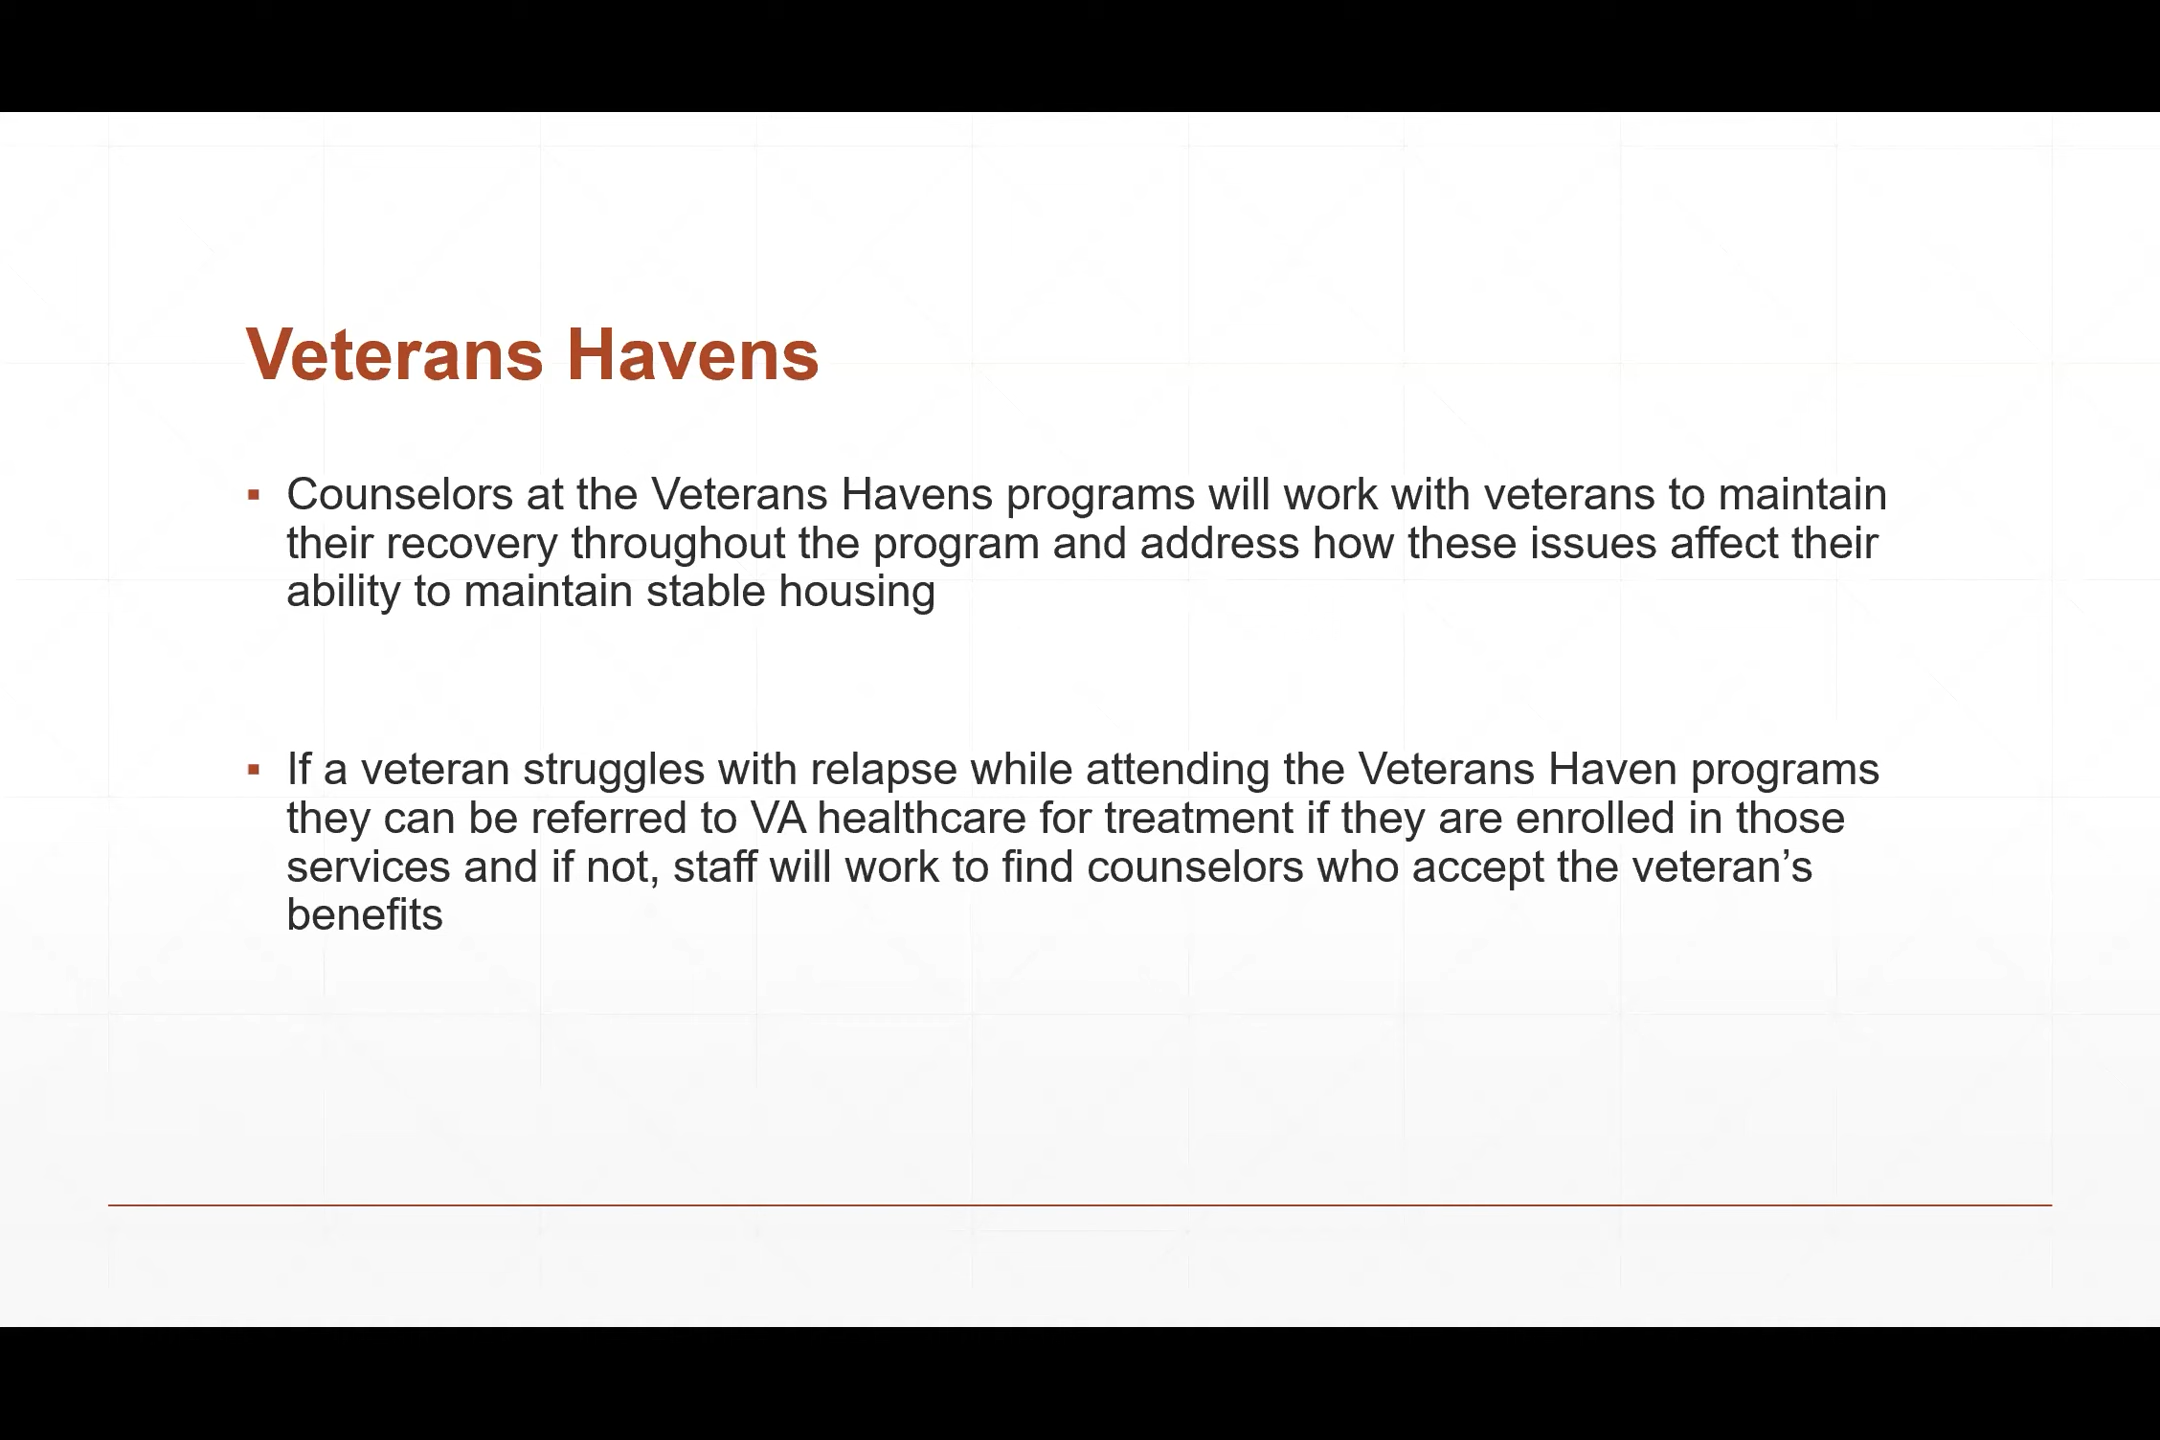 Veterans Havens
▪ Counselors at the Veterans Havens programs will work with veterans to maintain
their recovery throughout the program and address how these issues affect their
ability to maintain stable housing
▪ If a veteran struggles with relapse while attending the Veterans Haven programs
they can be referred to VA healthcare for treatment if they are enrolled in those
services and if not, staff will work to find counselors who accept the veteran’s
benefits